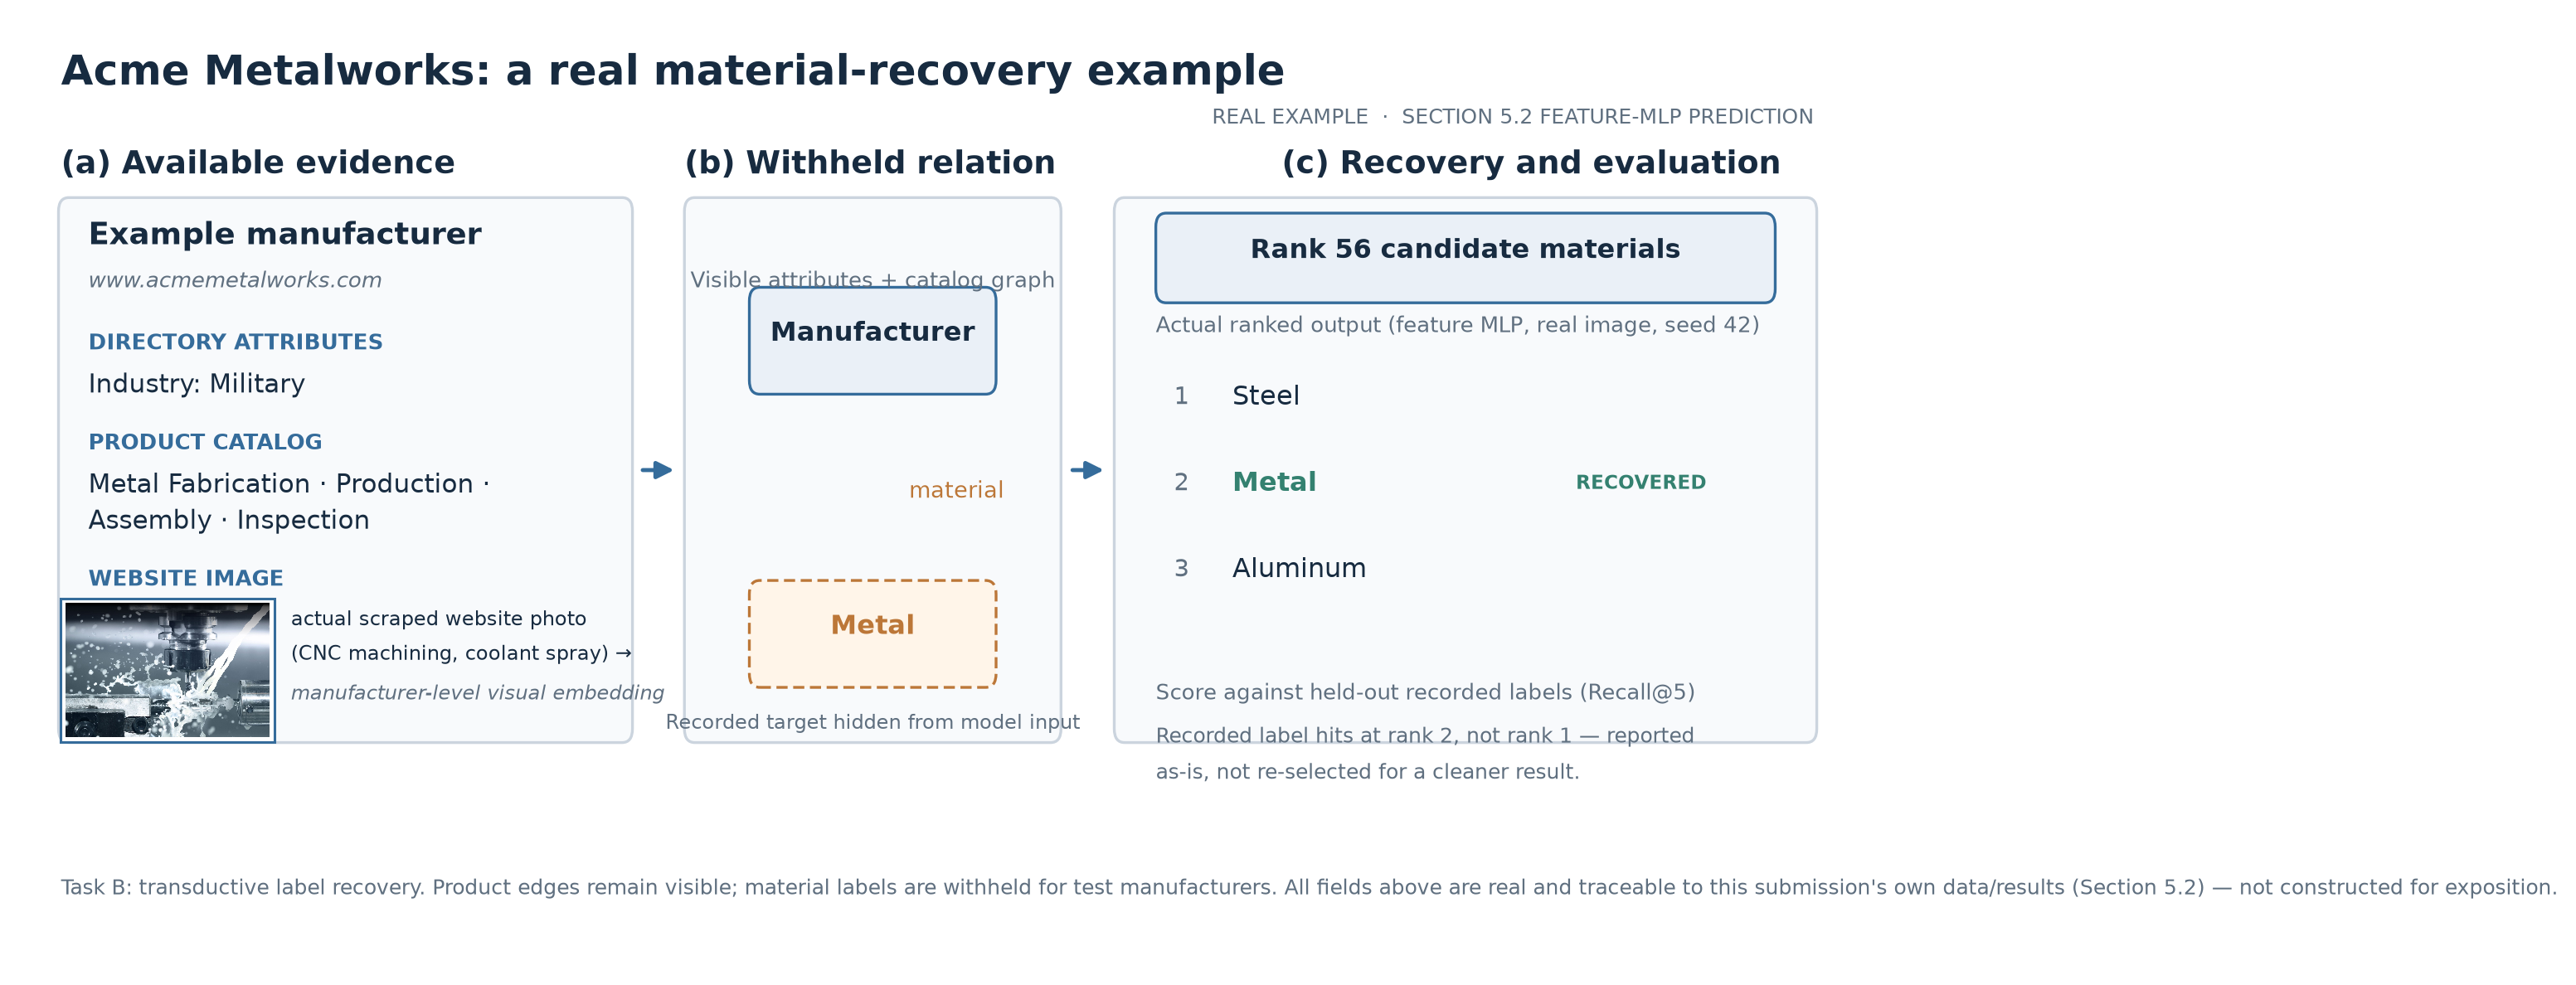 Acme Metalworks: a real material-recovery example
REAL EXAMPLE · SECTION 5.2 FEATURE-MLP PREDICTION
(a) Available evidence
Example manufacturer
www.acmemetalworks.com
DIRECTORY ATTRIBUTES
Industry: Military
PRODUCT CATALOG
Metal Fabrication · Production ·
Assembly · Inspection
WEBSITE IMAGE
actual scraped website photo
(CNC machining, coolant spray) →
manufacturer-level visual embedding
(b) Withheld relation
Visible attributes + catalog graph
Manufacturer
material
Metal
Recorded target hidden from model input
(c) Recovery and evaluation
Rank 56 candidate materials
Actual ranked output (feature MLP, real image, seed 42)
1 Steel
2 Metal RECOVERED
3 Aluminum
Score against held-out recorded labels (Recall@5)
Recorded label hits at rank 2, not rank 1 — reported
as-is, not re-selected for a cleaner result.
Task B: transductive label recovery. Product edges remain visible; material labels are withheld for test manufacturers. All fields above are real and traceable to this submission's own data/results (Section 5.2) — not constructed for exposition.